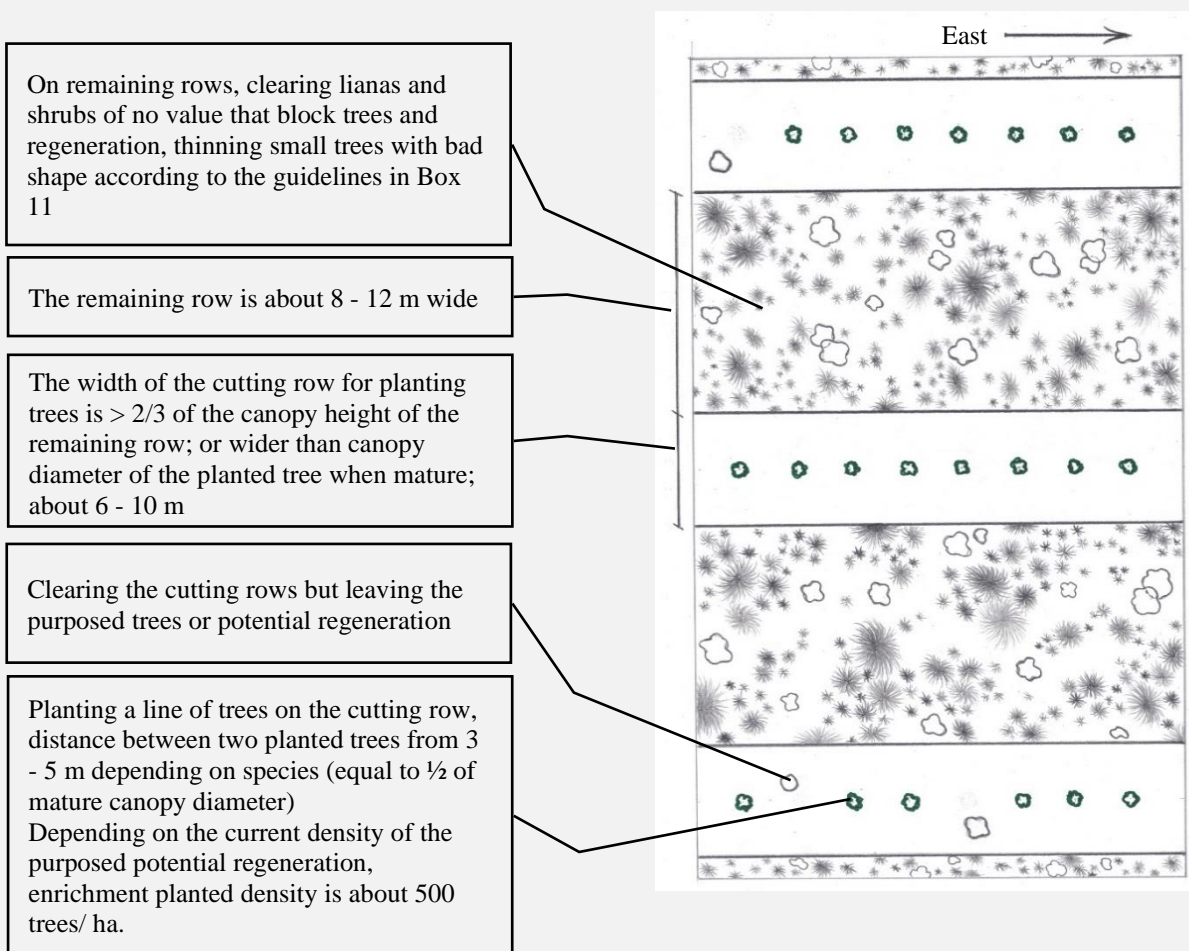 East
On remaining rows, clearing lianas and
shrubs of no value that block trees and
regeneration, thinning small trees with bad
shape according to the guidelines in Box
11
The remaining row is about 8 - 12 m wide
The width of the cutting row for planting
trees is > 2/3 of the canopy height of the
remaining row; or wider than canopy
diameter of the planted tree when mature;
about 6 - 10 m
Clearing the cutting rows but leaving the
purposed trees or potential regeneration
Planting a line of trees on the cutting row,
distance between two planted trees from 3
- 5 m depending on species (equal to ½ of
mature canopy diameter)
Depending on the current density of the
purposed potential regeneration,
enrichment planted density is about 500
trees/ ha.